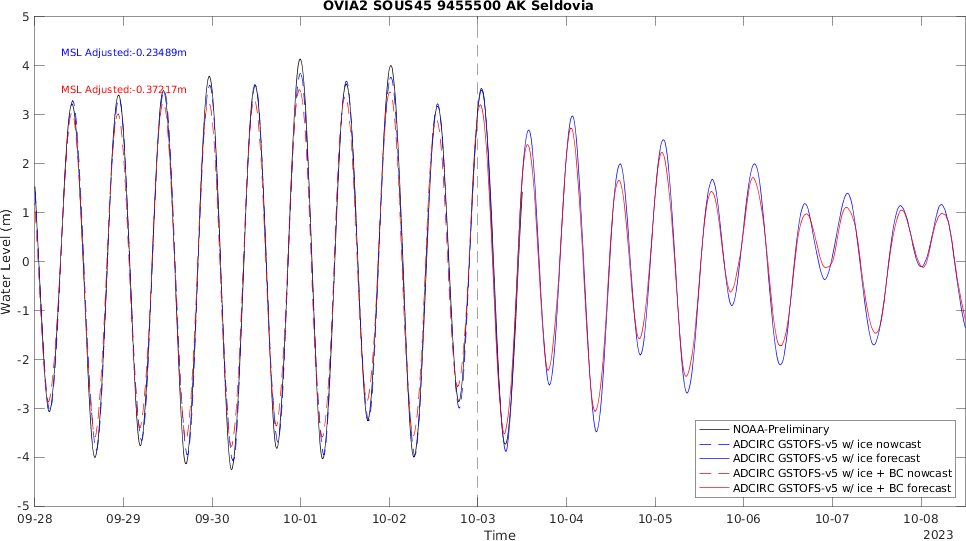 OVIA2 SOUS45 9455500 AK Seldovia
MSL Adjusted:-0.23489m
MSL Adjusted:-0.37217m
Water Level (m)
5
4
3
2
1
0
-1
-2
-3
-4
-5
NOAA-Preliminary
ADCIRC GSTOFS-v5 w/ ice nowcast
ADCIRC GSTOFS-v5 w/ ice forecast
ADCIRC GSTOFS-v5 w/ ice + BC nowcast
ADCIRC GSTOFS-v5 w/ ice + BC forecast
09-28 09-29 09-30 10-01 10-02 10-03 10-04 10-05 10-06 10-07 10-08
Time
2023